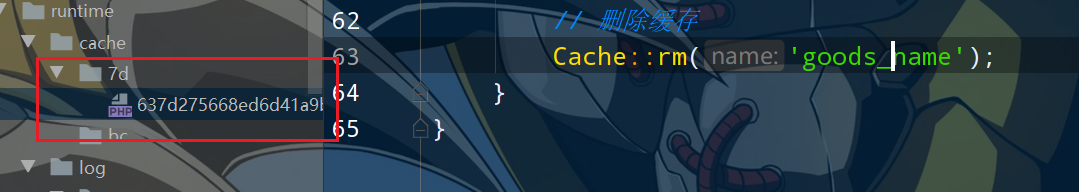 runtime
cache
7d
637d275668ed6d41a9
bc
log
62 // 删除缓存
63 Cache::rm( name: 'goods_name');
64 }
65 }